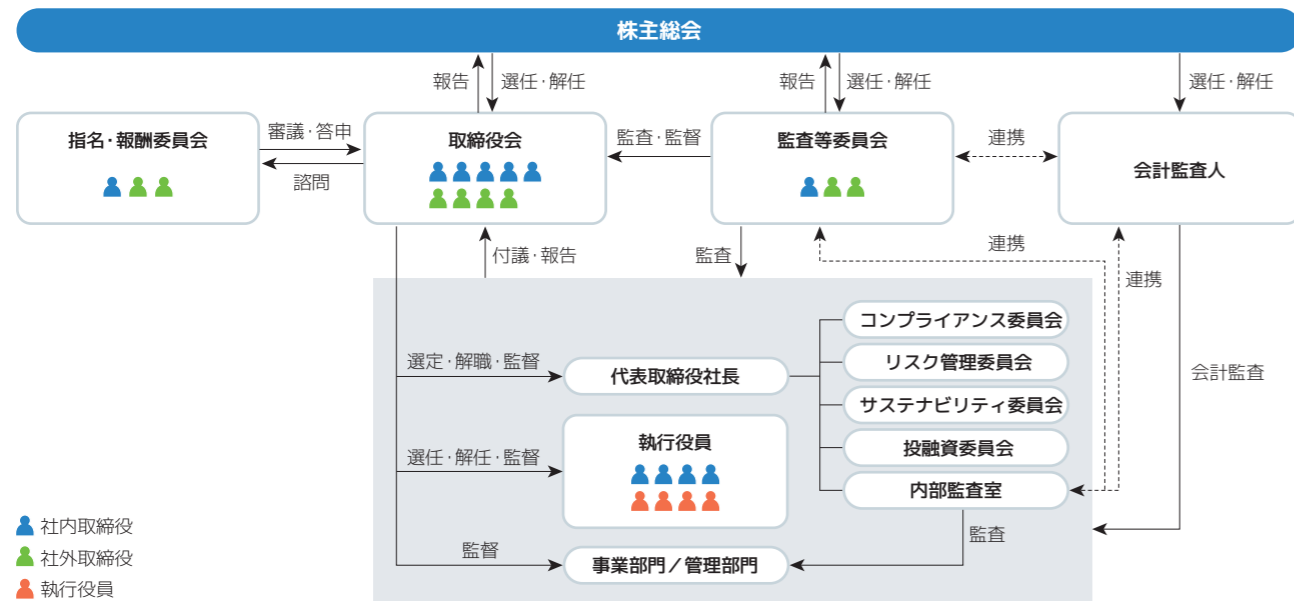 株主総会
報告
選任・解任
報告
選任・解任
選任・解任
指名・報酬委員会
審議・答申
諮問
取締役会
監査・監督
監査等委員会
連携
会計監査人
付議・報告
監査
連携
連携
会計監査
コンプライアンス委員会
リスク管理委員会
サステナビリティ委員会
投融資委員会
内部監査室
選定・解職・監督
代表取締役社長
選任・解任・監督
執行役員
監督
事業部門／管理部門
監査
社内取締役
社外取締役
執行役員